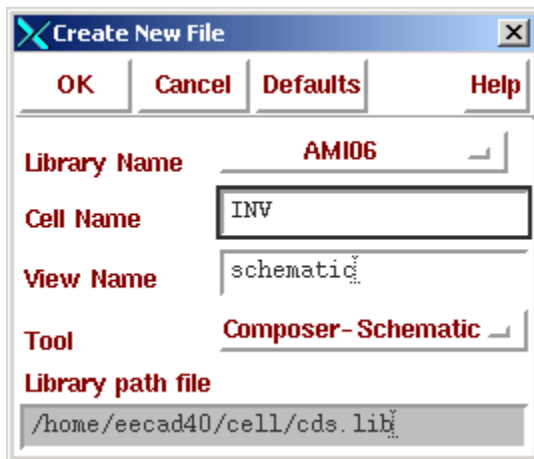 Create New File
OK Cancel Defaults Help
Library Name AMI06
Cell Name INV
View Name schematic
Tool Composer-Schematic
Library path file
/home/eecad40/cell/cds.lib